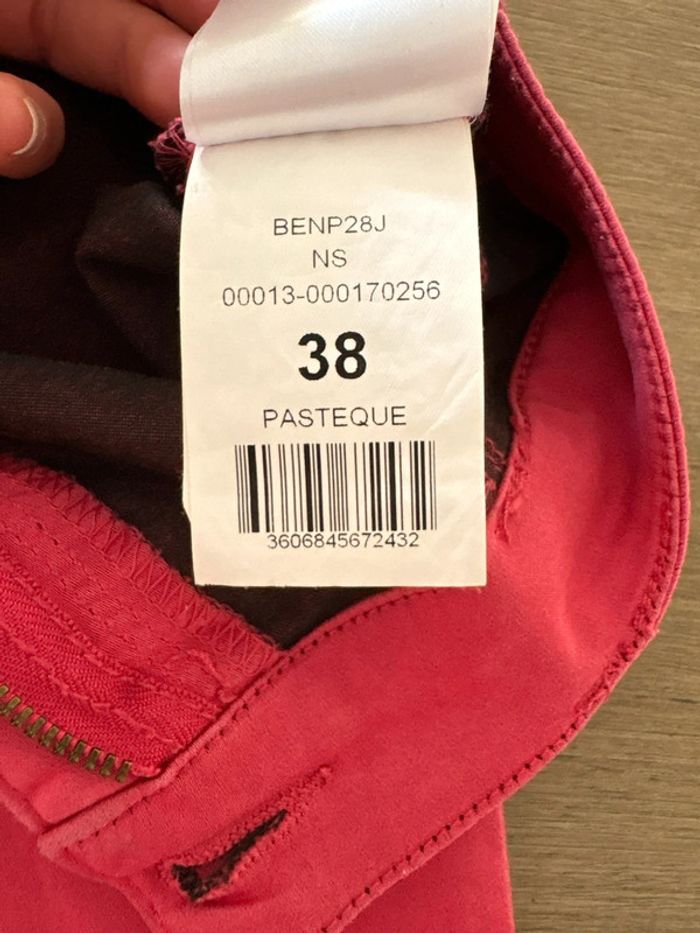 BENP28J
NS
00013-000170256
38
PASTEQUE
3606845672432